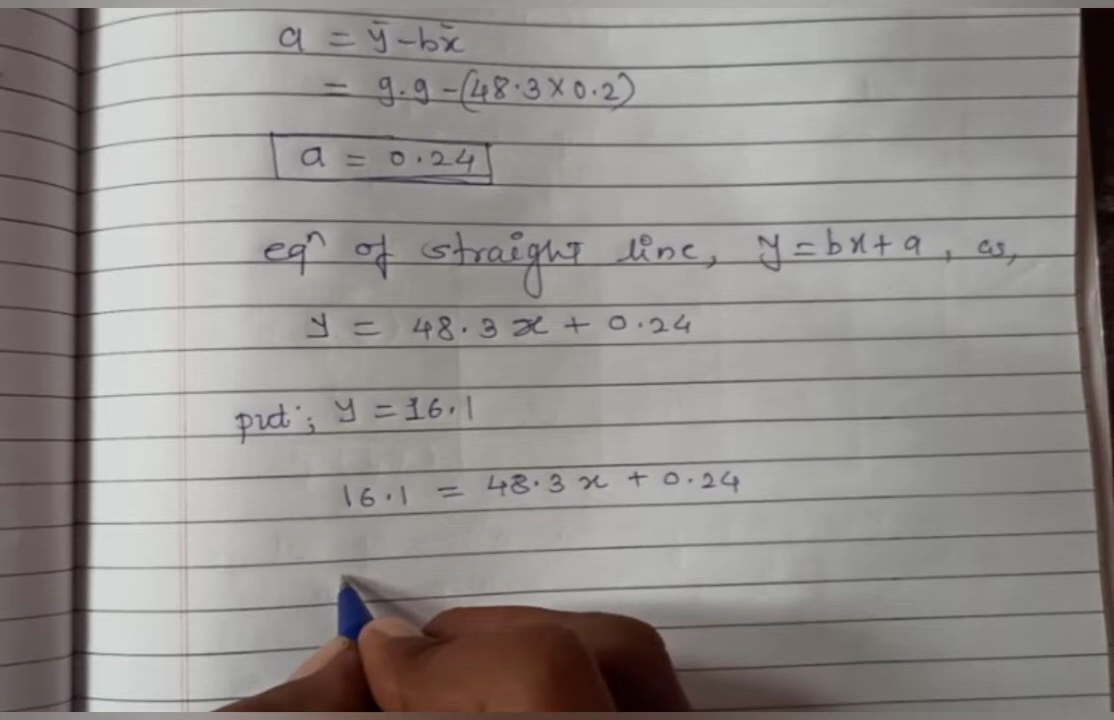 a = ȳ - bx̄
= 9.9 - (48.3 × 0.2)
a = 0.24
eqⁿ of straight line, y = bx + a, as,
y = 48.3x + 0.24
put; y = 16.1
16.1 = 48.3x + 0.24